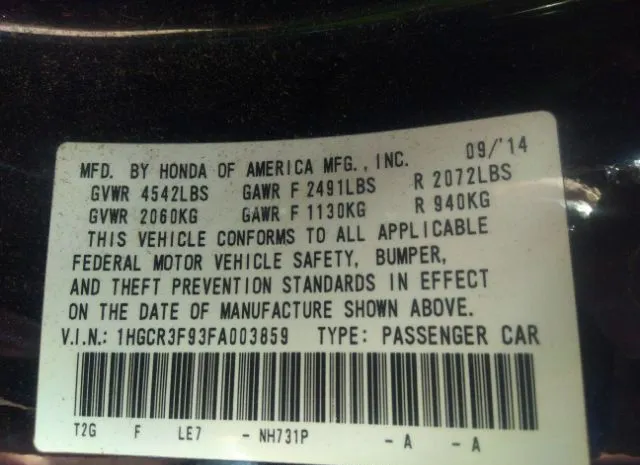 MFD. BY HONDA OF AMERICA MFG., INC. 09/'14
GVWR 4542LBS GAWR F 2491LBS R 2072LBS
GVWR 2060KG GAWR F 1130KG R 940KG
THIS VEHICLE CONFORMS TO ALL APPLICABLE
FEDERAL MOTOR VEHICLE SAFETY, BUMPER,
AND THEFT PREVENTION STANDARDS IN EFFECT
ON THE DATE OF MANUFACTURE SHOWN ABOVE.
V.I.N.: 1HGCR3F93FA003859 TYPE: PASSENGER CAR
T2G F LE7 - NH731P - A - A